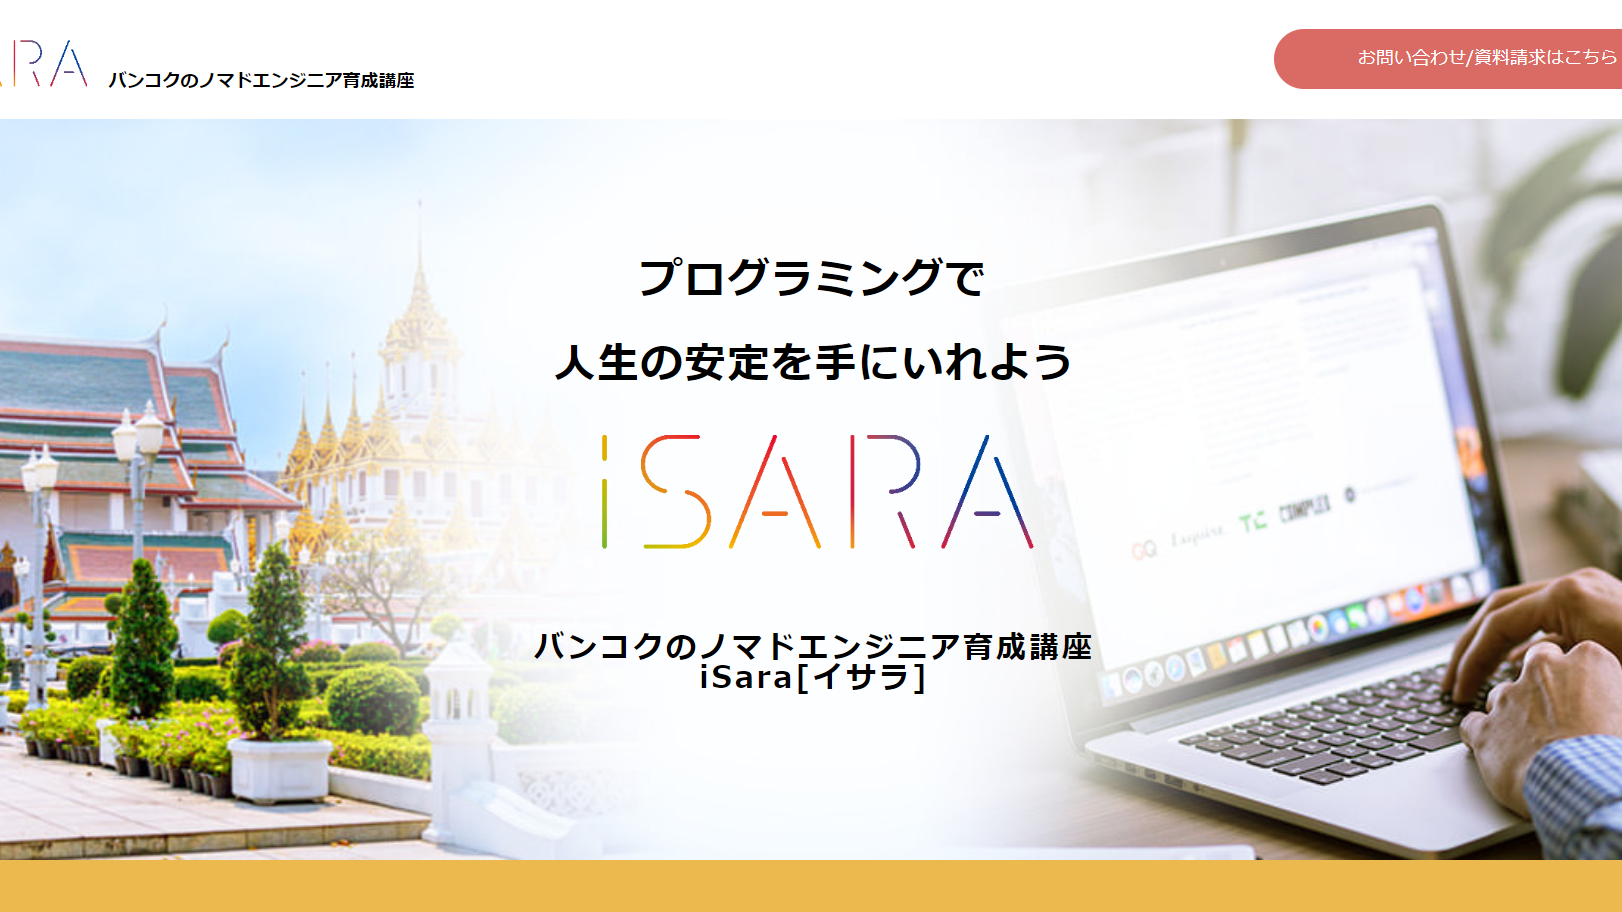 ARA バンコクのノマドエンジニア育成講座
お問い合わせ/資料請求はこちら
プログラミングで
人生の安定を手にいれよう
iSARA
GQ Esquire. TC COMPLEX
バンコクのノマドエンジニア育成講座
iSara[イサラ]